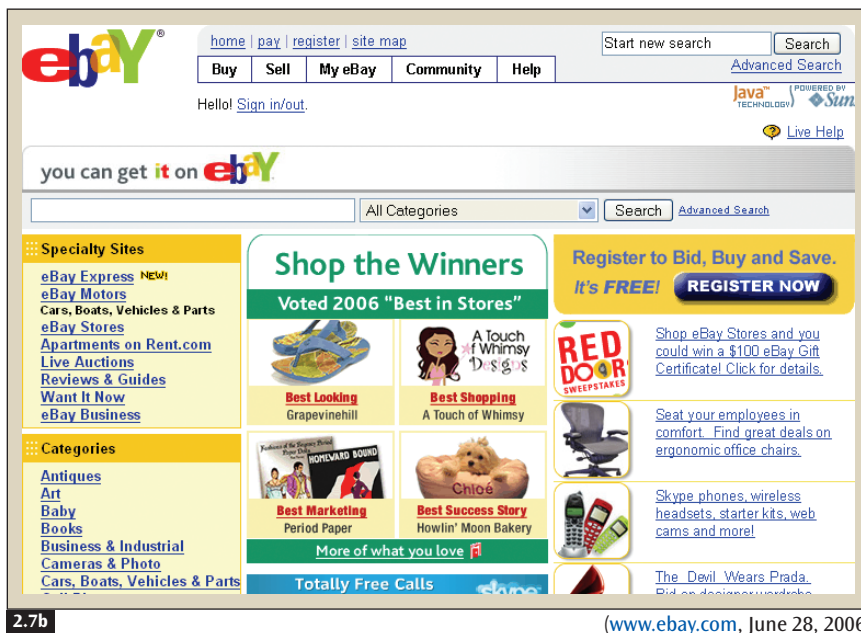 ebaY®
home | pay | register | site map
Buy Sell My eBay Community Help
Start new search Search
Advanced Search
Hello! Sign in/out.
Java™ TECHNOLOGY POWERED BY Sun
Live Help
you can get it on ebaY
All Categories Search Advanced Search
Specialty Sites
eBay Express NEW!
eBay Motors
Cars, Boats, Vehicles & Parts
eBay Stores
Apartments on Rent.com
Live Auctions
Reviews & Guides
Want It Now
eBay Business
Categories
Antiques
Art
Baby
Books
Business & Industrial
Cameras & Photo
Cars, Boats, Vehicles & Parts
Shop the Winners
Voted 2006 "Best in Stores"
A Touch
of Whimsy
Designs
Best Looking
Grapevinehill
Best Shopping
A Touch of Whimsy
HOMEWARD BOUND
Chloé
Best Marketing
Period Paper
Best Success Story
Howlin' Moon Bakery
More of what you love
Totally Free Calls
skype
Register to Bid, Buy and Save.
It's FREE! REGISTER NOW
RED
DOOR
SWEEPSTAKES
Shop eBay Stores and you
could win a $100 eBay Gift
Certificate! Click for details.
Seat your employees in
comfort. Find great deals on
ergonomic office chairs.
Skype phones, wireless
headsets, starter kits, web
cams and more!
The Devil Wears Prada.
2.7b
(www.ebay.com, June 28, 2006